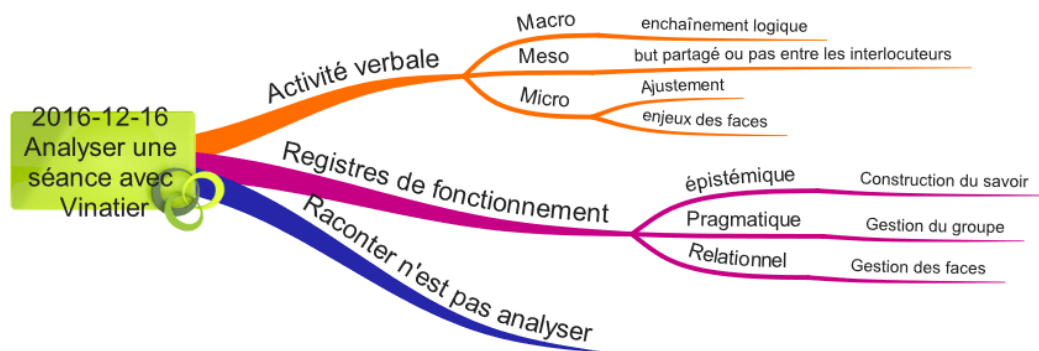 2016-12-16
Analyser une
séance avec
Vinatier
Activité verbale
Macro
enchaînement logique
Meso
but partagé ou pas entre les interlocuteurs
Micro
Ajustement
enjeux des faces
Registres de fonctionnement
épistémique
Construction du savoir
Pragmatique
Gestion du groupe
Relationnel
Gestion des faces
Raconter n'est pas analyser